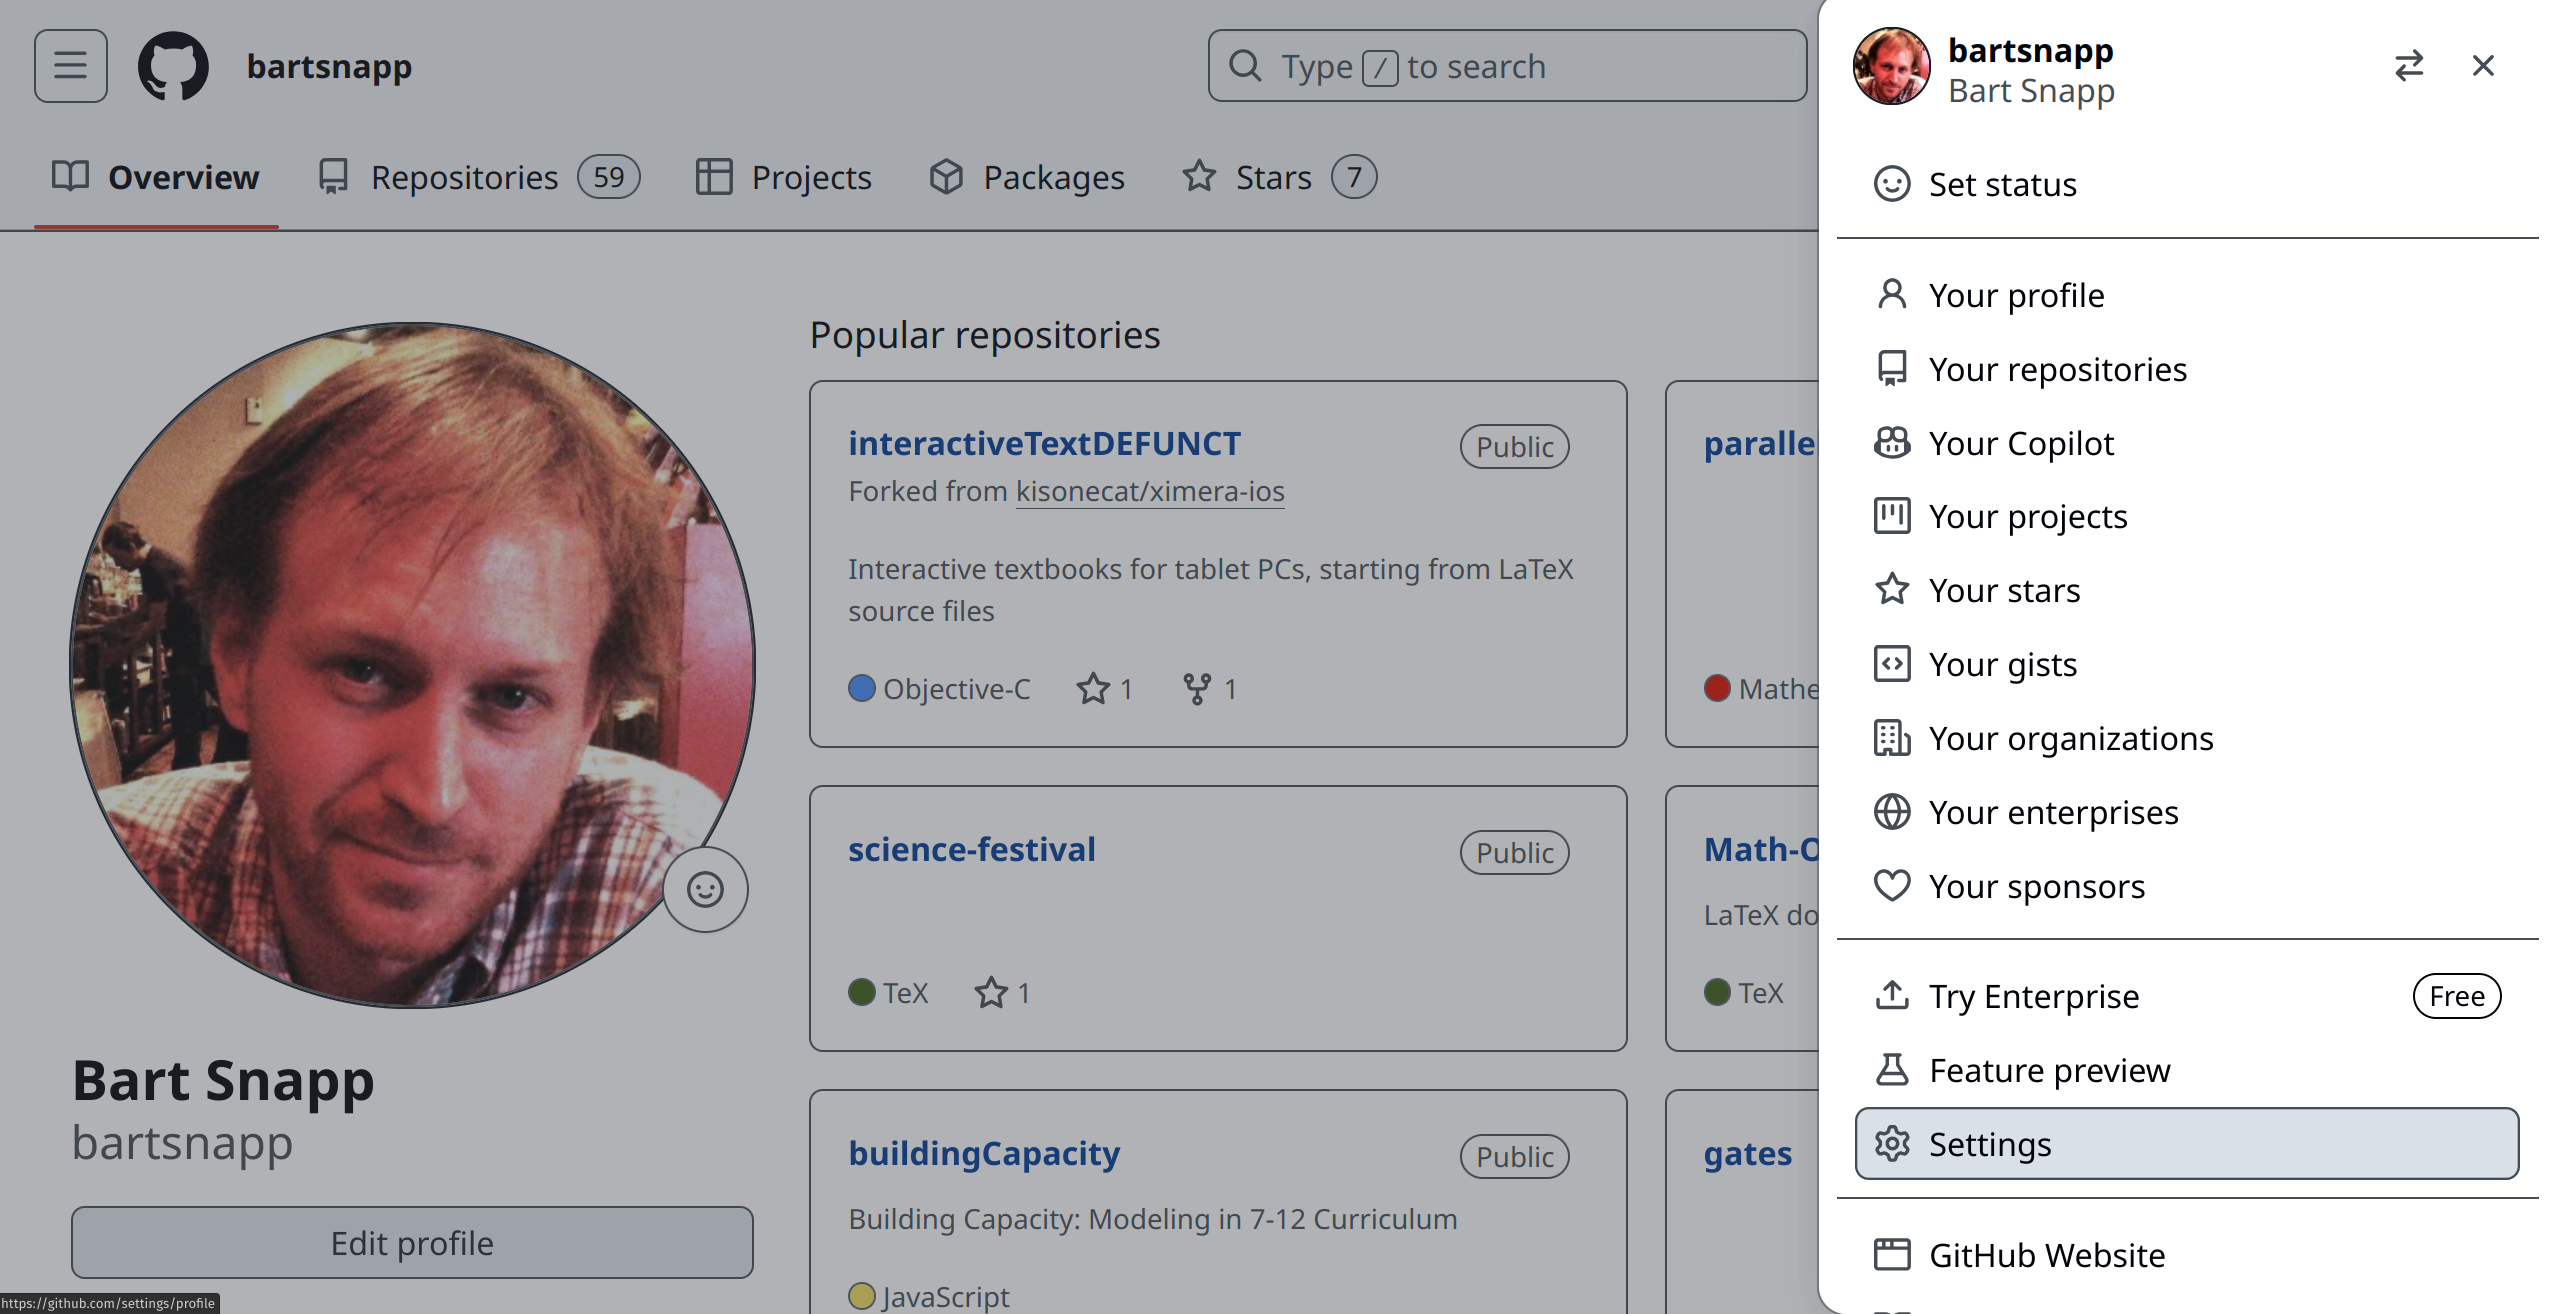 bartsnapp
Type / to search
Overview
Repositories 59
Projects
Packages
Stars 7
Bart Snapp
bartsnapp
Edit profile
Popular repositories
interactiveTextDEFUNCT
Public
Forked from kisonecat/ximera-ios
Interactive textbooks for tablet PCs, starting from LaTeX
source files
Objective-C 1 1
paralle
Mathe
science-festival
Public
TeX 1
Math-O
LaTeX do
TeX
buildingCapacity
Public
Building Capacity: Modeling in 7-12 Curriculum
JavaScript
gates
bartsnapp
Bart Snapp
Set status
Your profile
Your repositories
Your Copilot
Your projects
Your stars
Your gists
Your organizations
Your enterprises
Your sponsors
Try Enterprise Free
Feature preview
Settings
GitHub Website
https://github.com/settings/profile